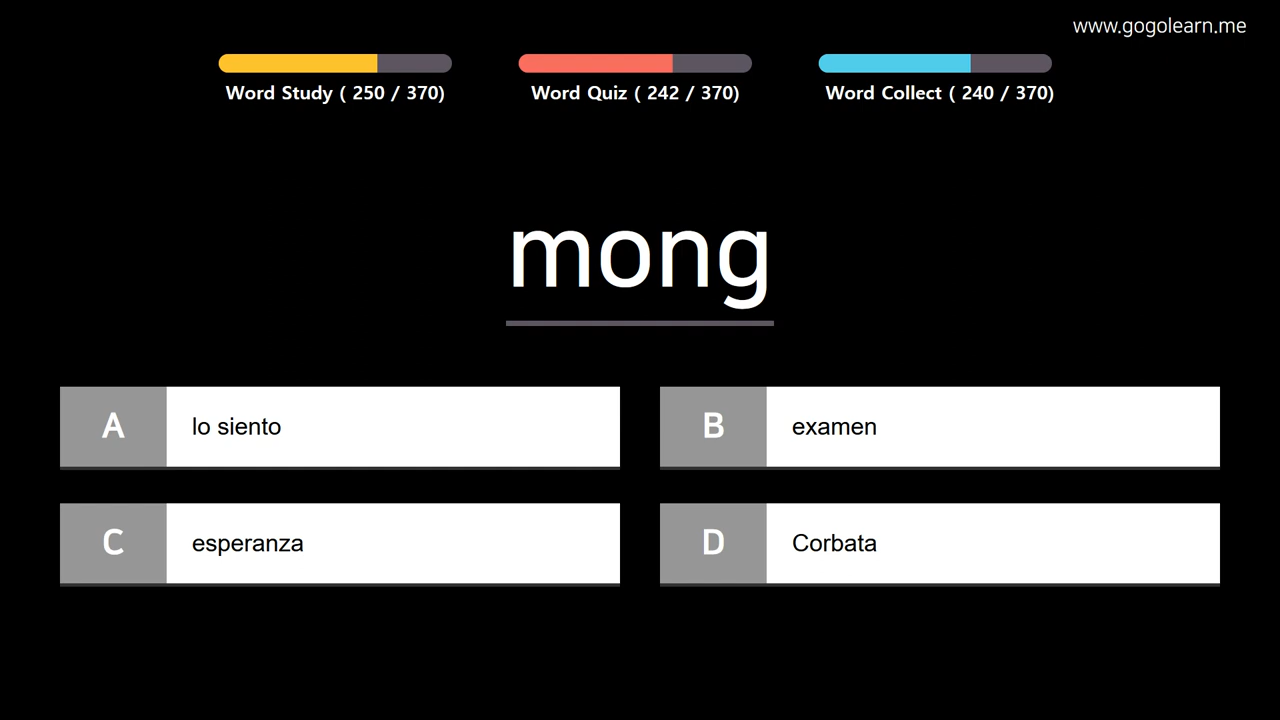 www.gogolearn.me
Word Study ( 250 / 370)
Word Quiz ( 242 / 370)
Word Collect ( 240 / 370)
mong
A
lo siento
B
examen
C
esperanza
D
Corbata